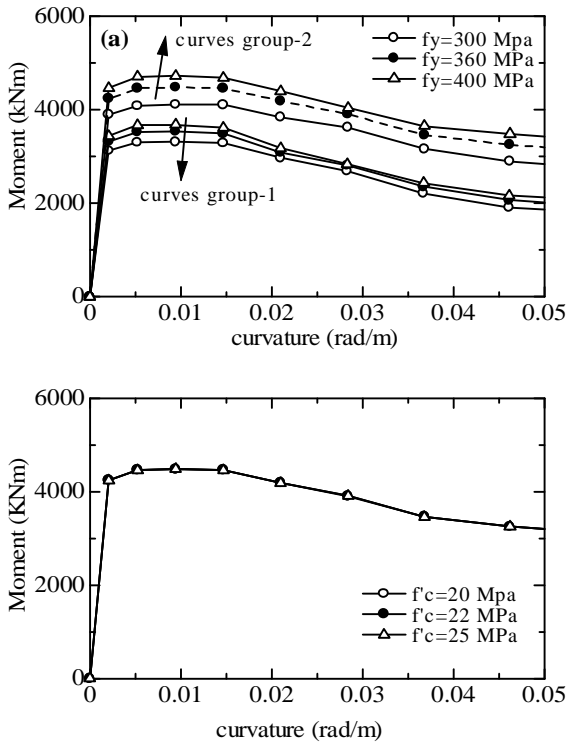 6000
(a)
curves group-2
fy=300 Mpa
fy=360 MPa
fy=400 MPa
4000
Moment (kNm)
curves group-1
2000
0
0 0.01 0.02 0.03 0.04 0.05
curvature (rad/m)
6000
4000
Moment (KNm)
2000
f'c=20 Mpa
f'c=22 MPa
f'c=25 MPa
0
0 0.01 0.02 0.03 0.04 0.05
curvature (rad/m)